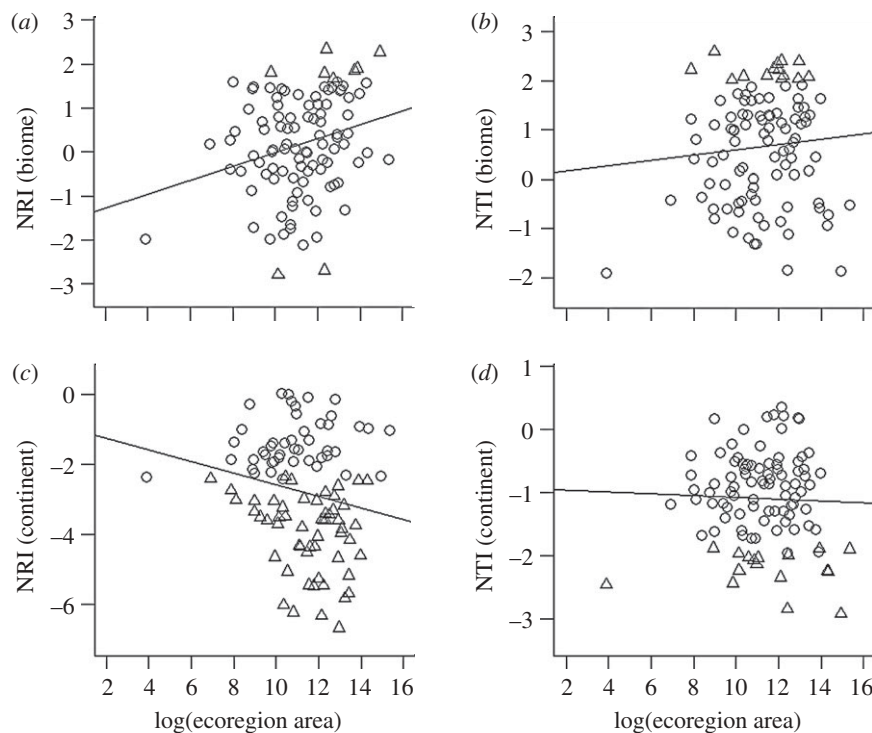 (a)
3
2
1
0
–1
–2
–3
NRI (biome)
(b)
3
2
1
0
–1
–2
NTI (biome)
(c)
0
–2
–4
–6
NRI (continent)
2 4 6 8 10 12 14 16
log(ecoregion area)
(d)
1
0
–1
–2
–3
NTI (continent)
2 4 6 8 10 12 14 16
log(ecoregion area)